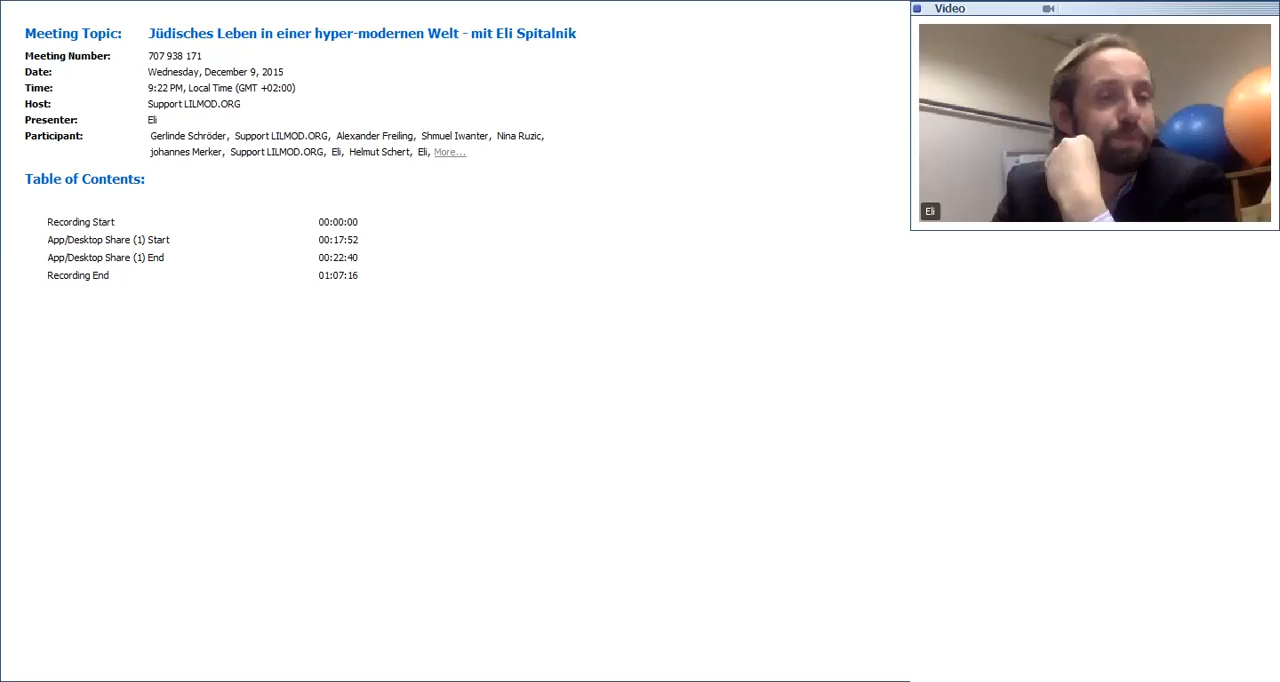 Meeting Topic: Jüdisches Leben in einer hyper-modernen Welt - mit Eli Spitalnik
Meeting Number: 707 938 171
Date: Wednesday, December 9, 2015
Time: 9:22 PM, Local Time (GMT +02:00)
Host: Support LILMOD.ORG
Presenter: Eli
Participant: Gerlinde Schröder, Support LILMOD.ORG, Alexander Freiling, Shmuel Iwanter, Nina Ruzic,
johannes Merker, Support LILMOD.ORG, Eli, Helmut Schert, Eli, More...
Table of Contents:
Recording Start 00:00:00
App/Desktop Share (1) Start 00:17:52
App/Desktop Share (1) End 00:22:40
Recording End 01:07:16
Video
Eli